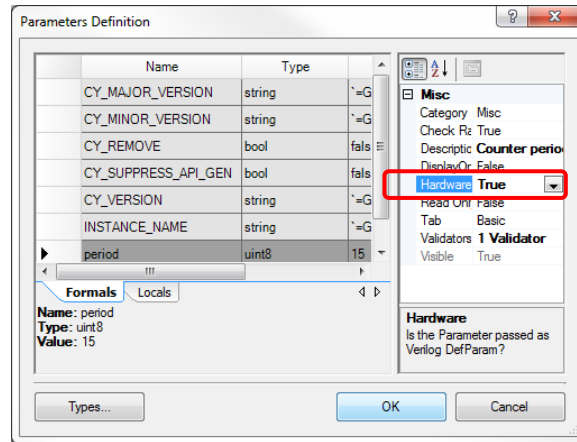 Parameters Definition
Name Type
CY_MAJOR_VERSION string `=G
CY_MINOR_VERSION string `=G
CY_REMOVE bool fals
CY_SUPPRESS_API_GEN bool fals
CY_VERSION string `=G
INSTANCE_NAME string `=G
period uint8 15
Formals Locals
Name: period
Type: uint8
Value: 15
Misc
Category Misc
Check Ra True
Descriptic Counter perio
DisplayOr False
Hardware True
Read Onl False
Tab Basic
Validators 1 Validator
Visible True
Hardware
Is the Parameter passed as
Verilog DefParam?
Types... OK Cancel